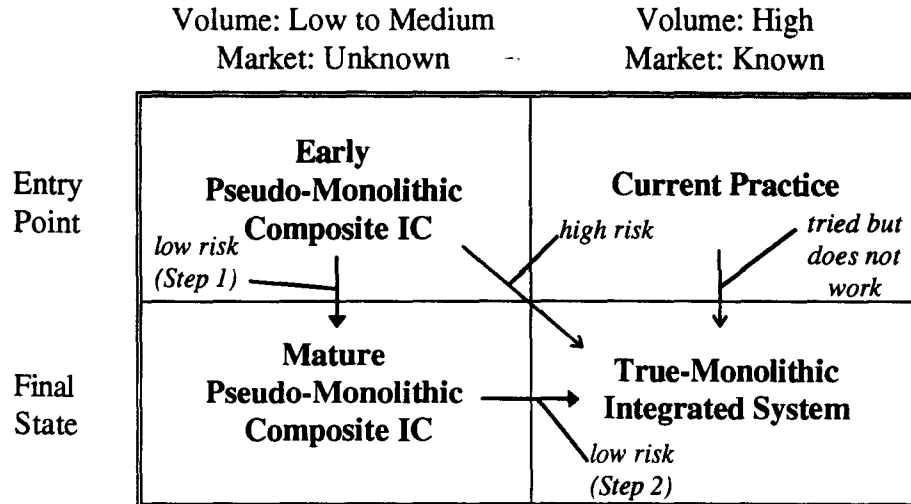 Volume: Low to Medium
Market: Unknown
Volume: High
Market: Known
Entry
Point
Early
Pseudo-Monolithic
Composite IC
Current Practice
low risk
(Step 1)
high risk
tried but
does not
work
Final
State
Mature
Pseudo-Monolithic
Composite IC
True-Monolithic
Integrated System
low risk
(Step 2)